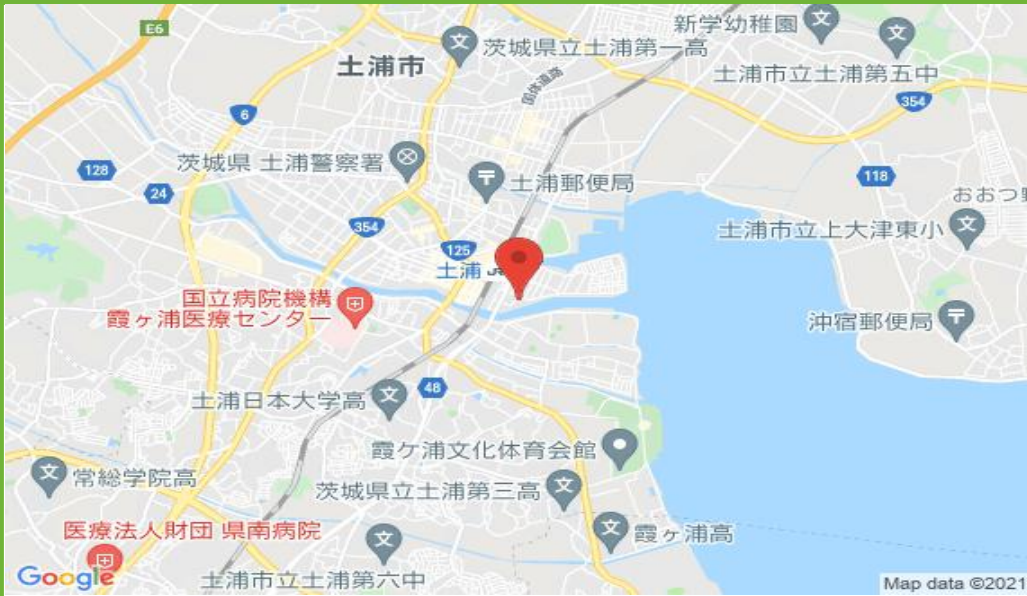 新学幼稚園
E6
茨城県立土浦第一高
土浦市
土浦市立土浦第五中
国体道路
354
6
茨城県 土浦警察署
128
土浦郵便局
118
24
おおつ野
354
土浦市立上大津東小
125
土浦
国立病院機構
霞ヶ浦医療センター
沖宿郵便局
48
土浦日本大学高
霞ケ浦文化体育会館
常総学院高
茨城県立土浦第三高
医療法人財団 県南病院
霞ヶ浦高
Google
土浦市立土浦第六中
Map data ©2021